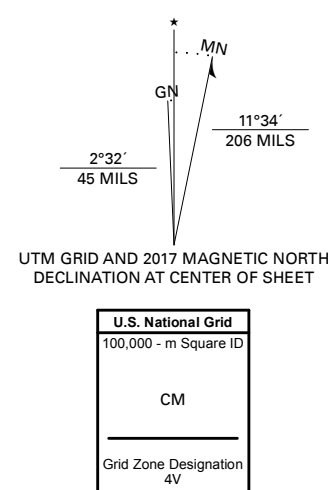 ★
MN
GN
11°34´
206 MILS
2°32´
45 MILS
UTM GRID AND 2017 MAGNETIC NORTH
DECLINATION AT CENTER OF SHEET
U.S. National Grid
100,000 - m Square ID
CM
Grid Zone Designation
4V